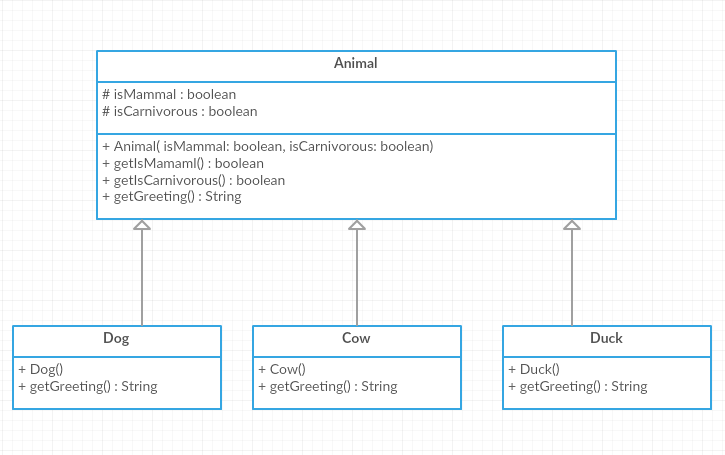 Animal
# isMammal : boolean
# isCarnivorous : boolean
+ Animal( isMammal: boolean, isCarnivorous: boolean)
+ getIsMamaml() : boolean
+ getIsCarnivorous() : boolean
+ getGreeting() : String
Dog
+ Dog()
+ getGreeting() : String
Cow
+ Cow()
+ getGreeting() : String
Duck
+ Duck()
+ getGreeting() : String